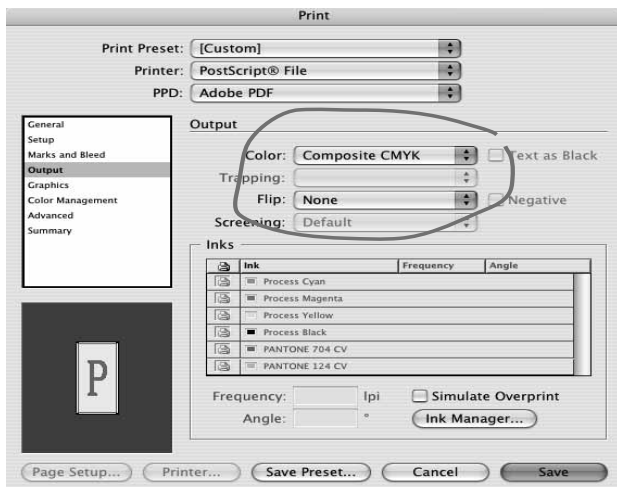 Print
Print Preset: [Custom]
Printer: PostScript® File
PPD: Adobe PDF
General
Setup
Marks and Bleed
Output
Graphics
Color Management
Advanced
Summary
Output
Color: Composite CMYK Text as Black
Trapping:
Flip: None Negative
Screening: Default
Inks
Ink Frequency Angle
Process Cyan
Process Magenta
Process Yellow
Process Black
PANTONE 704 CV
PANTONE 124 CV
Frequency: lpi Simulate Overprint
Angle: ° Ink Manager...
P
Page Setup... Printer... Save Preset... Cancel Save